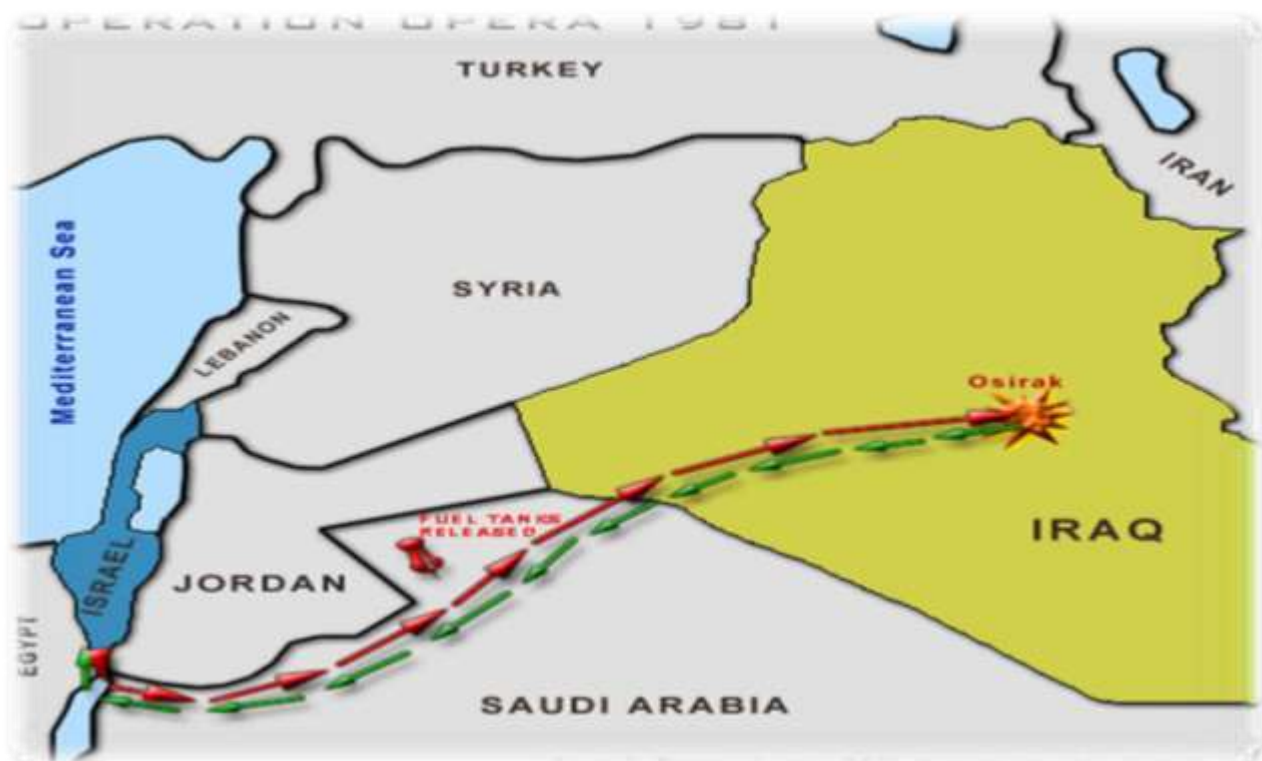 OPERATION OPERA 1981
TURKEY
IRAN
Mediterranean Sea
SYRIA
LEBANON
Osirak
FUEL TANKS
RELEASED
IRAQ
ISRAEL
JORDAN
EGYPT
SAUDI ARABIA